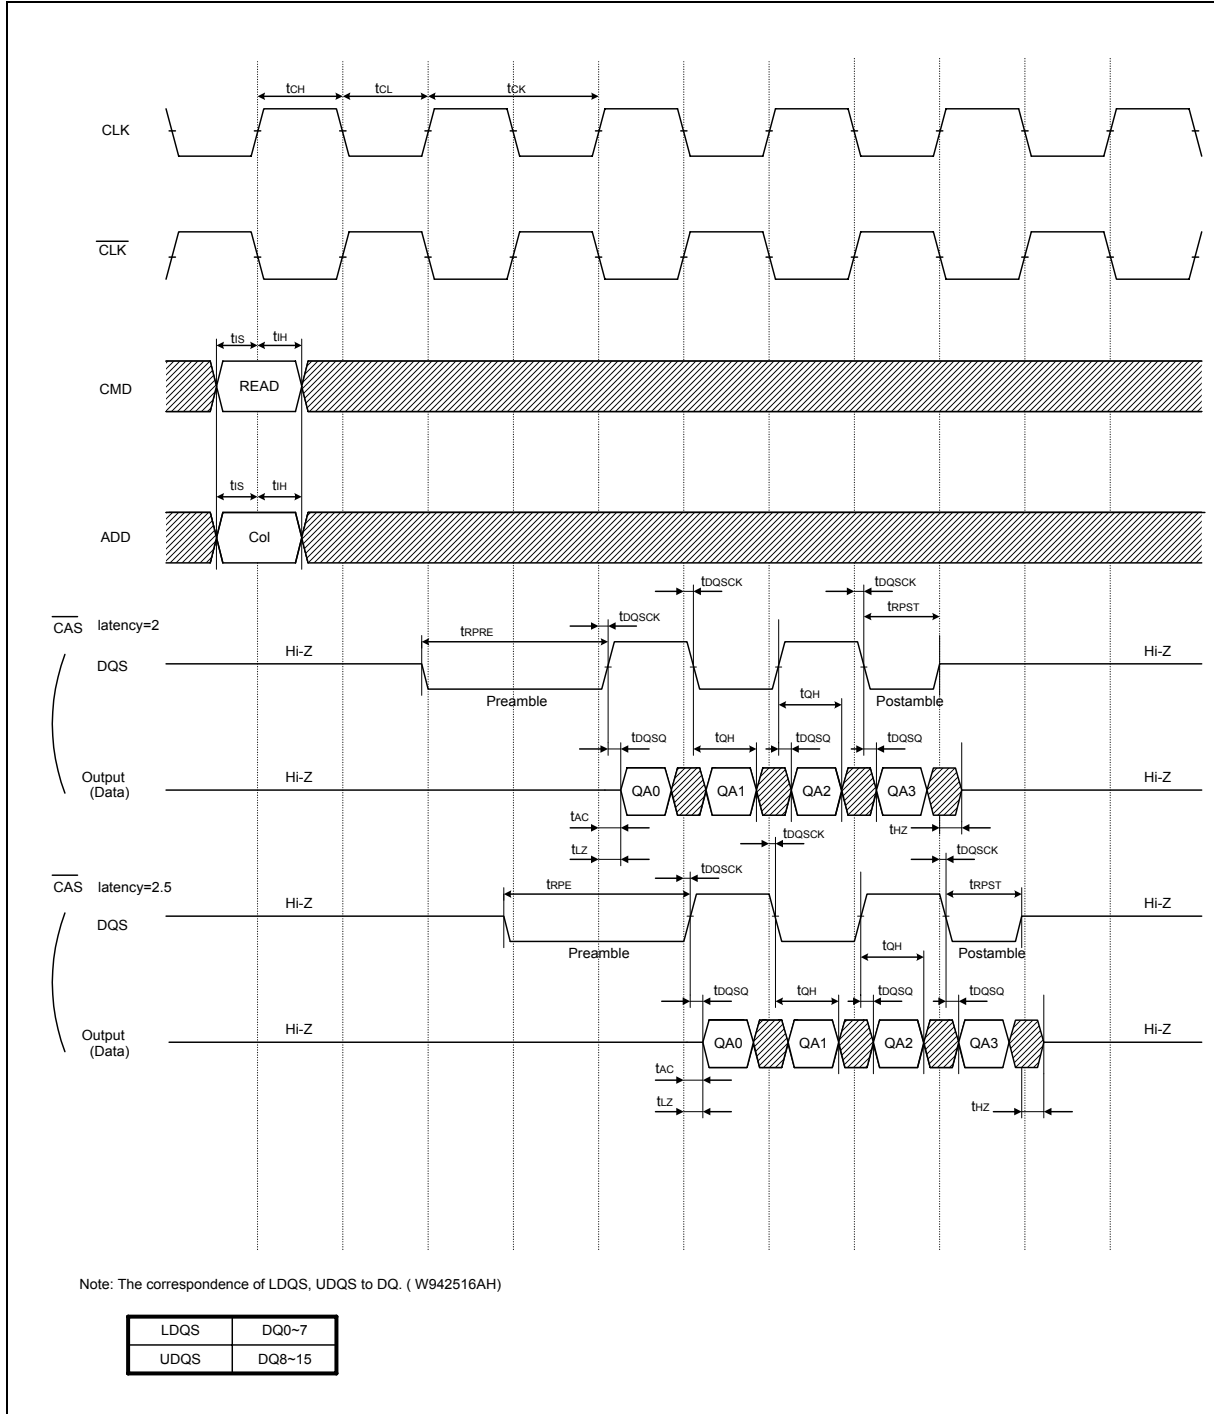 tCH tCL tCK
CLK
CLK
tIS tIH
CMD READ
tIS tIH
ADD Col
tDQSCK tDQSCK
CAS latency=2 tDQSCK tRPST
tRPRE
Hi-Z Hi-Z
DQS
Preamble tQH Postamble
tDQSQ tQH tDQSQ tDQSQ
Output (Data) Hi-Z QA0 QA1 QA2 QA3 Hi-Z
tAC tHZ
tDQSCK
tLZ tDQSCK
tDQSCK
CAS latency=2.5 tRPE tRPST
Hi-Z Hi-Z
DQS
Preamble tQH Postamble
tDQSQ tQH tDQSQ tDQSQ
Output (Data) Hi-Z QA0 QA1 QA2 QA3 Hi-Z
tAC
tLZ tHZ
Note: The correspondence of LDQS, UDQS to DQ. ( W942516AH)
LDQS DQ0~7
UDQS DQ8~15